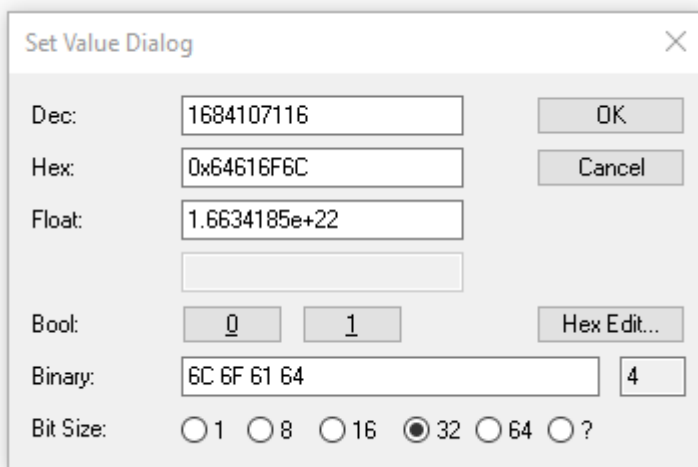 Set Value Dialog
Dec: 1684107116 OK
Hex: 0x64616F6C Cancel
Float: 1.6634185e+22
Bool: 0 1 Hex Edit...
Binary: 6C 6F 61 64 4
Bit Size: 1 8 16 32 64 ?